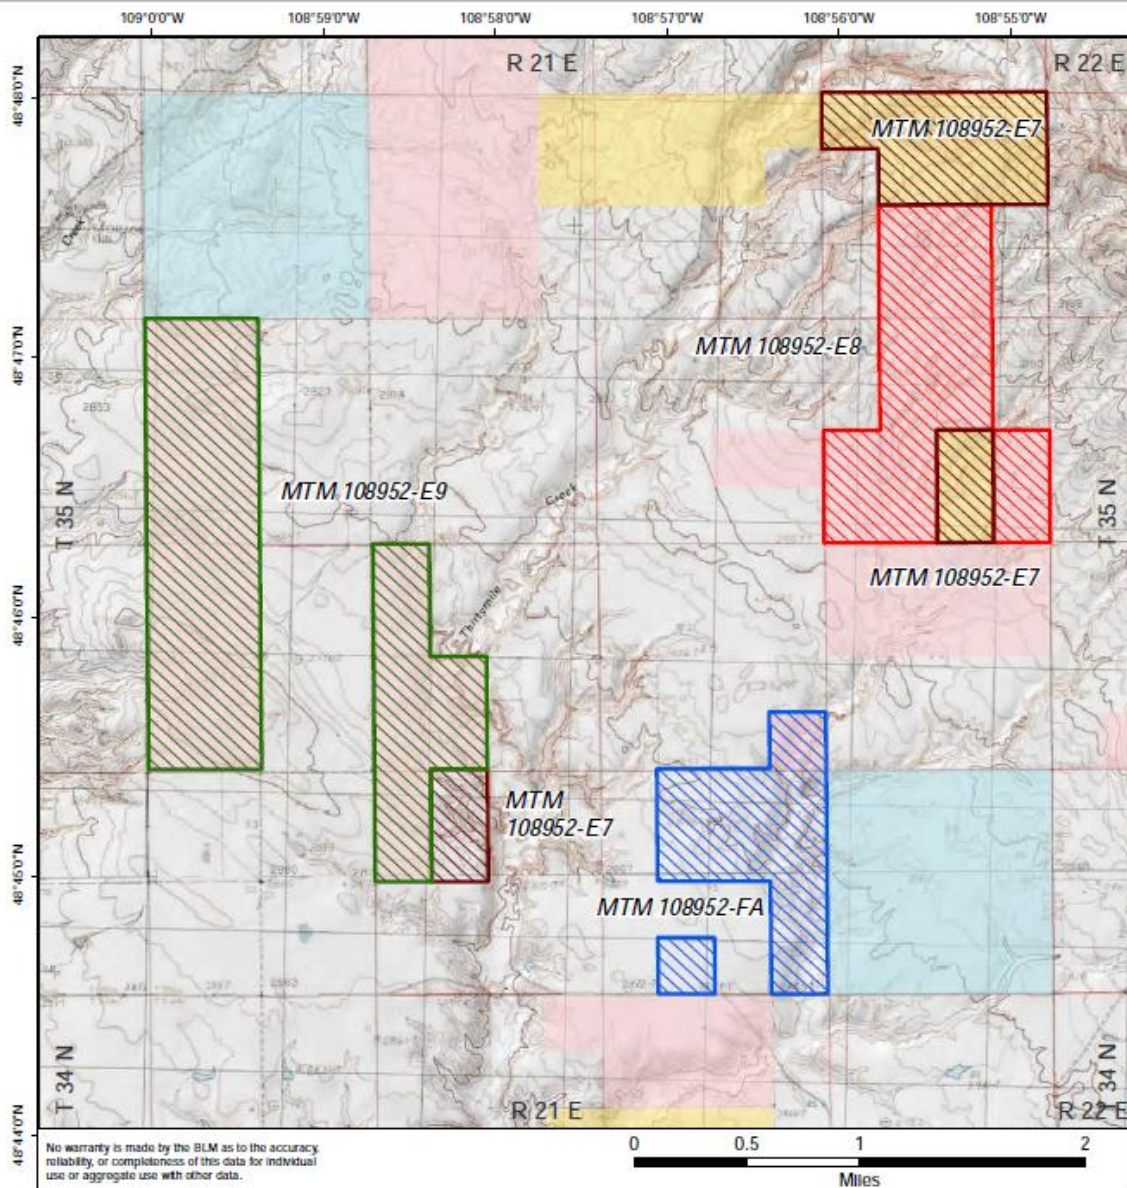 109°0'0"W 108°59'0"W 108°58'0"W 108°57'0"W 108°56'0"W 108°55'0"W
R 21 E R 22 E
48°48'0"N
MTM 108952-E7
Creek
48°47'0"N
MTM 108952-E8
2914
MTM 108952-E9
T 35 N
T 35 N
Creek
MTM 108952-E7
48°46'0"N
Thirtymile
MTM
108952-E7
48°45'0"N
MTM 108952-FA
T 34 N
T 34 N
R 21 E R 22 E
48°44'0"N
No warranty is made by the BLM as to the accuracy,
reliability, or completeness of this data for individual
use or aggregate use with other data.
0 0.5 1 2
Miles